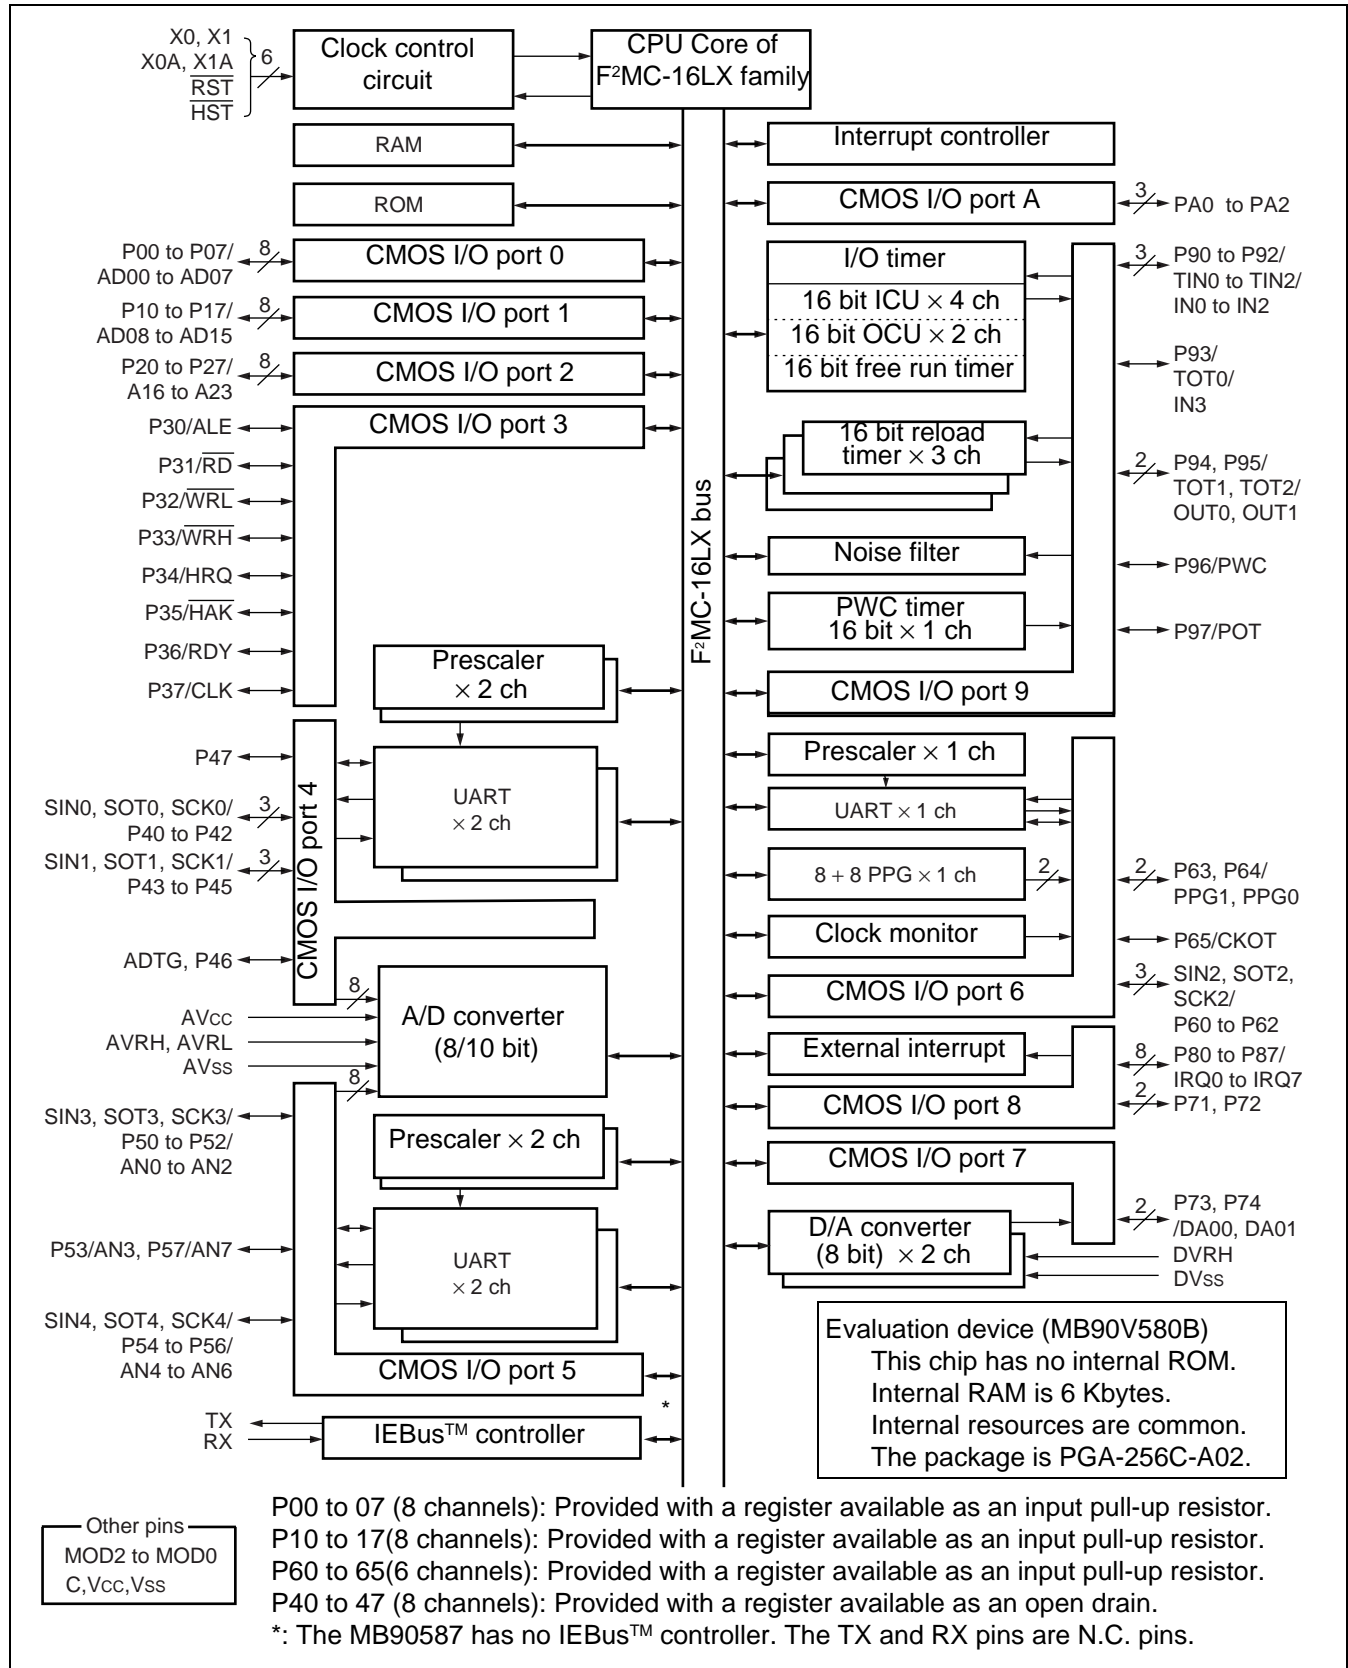 X0, X1
X0A, X1A
RST
HST
6
Clock control
circuit
CPU Core of
F²MC-16LX family
RAM
ROM
P00 to P07/
AD00 to AD07
8
CMOS I/O port 0
P10 to P17/
AD08 to AD15
8
CMOS I/O port 1
P20 to P27/
A16 to A23
8
CMOS I/O port 2
P30/ALE
CMOS I/O port 3
P31/RD
P32/WRL
P33/WRH
P34/HRQ
P35/HAK
P36/RDY
P37/CLK
Prescaler
× 2 ch
P47
SIN0, SOT0, SCK0/
P40 to P42
3
SIN1, SOT1, SCK1/
P43 to P45
3
ADTG, P46
CMOS I/O port 4
UART
× 2 ch
8
AVcc
AVRH, AVRL
AVss
A/D converter
(8/10 bit)
8
SIN3, SOT3, SCK3/
P50 to P52/
AN0 to AN2
Prescaler × 2 ch
P53/AN3, P57/AN7
UART
× 2 ch
SIN4, SOT4, SCK4/
P54 to P56/
AN4 to AN6
CMOS I/O port 5
*
TX
RX
IEBus™ controller
F²MC-16LX bus
Interrupt controller
CMOS I/O port A
3
PA0 to PA2
I/O timer
16 bit ICU × 4 ch
16 bit OCU × 2 ch
16 bit free run timer
3
P90 to P92/
TIN0 to TIN2/
IN0 to IN2
P93/
TOT0/
IN3
16 bit reload
timer × 3 ch
2
P94, P95/
TOT1, TOT2/
OUT0, OUT1
Noise filter
P96/PWC
PWC timer
16 bit × 1 ch
P97/POT
CMOS I/O port 9
Prescaler × 1 ch
UART × 1 ch
8 + 8 PPG × 1 ch
2
2
P63, P64/
PPG1, PPG0
Clock monitor
P65/CKOT
CMOS I/O port 6
3
SIN2, SOT2,
SCK2/
P60 to P62
External interrupt
8
P80 to P87/
IRQ0 to IRQ7
CMOS I/O port 8
2
P71, P72
CMOS I/O port 7
D/A converter
(8 bit) × 2 ch
2
P73, P74
/DA00, DA01
DVRH
DVss
Evaluation device (MB90V580B)
This chip has no internal ROM.
Internal RAM is 6 Kbytes.
Internal resources are common.
The package is PGA-256C-A02.
Other pins
MOD2 to MOD0
C,Vcc,Vss
P00 to 07 (8 channels): Provided with a register available as an input pull-up resistor.
P10 to 17(8 channels): Provided with a register available as an input pull-up resistor.
P60 to 65(6 channels): Provided with a register available as an input pull-up resistor.
P40 to 47 (8 channels): Provided with a register available as an open drain.
*: The MB90587 has no IEBus™ controller. The TX and RX pins are N.C. pins.